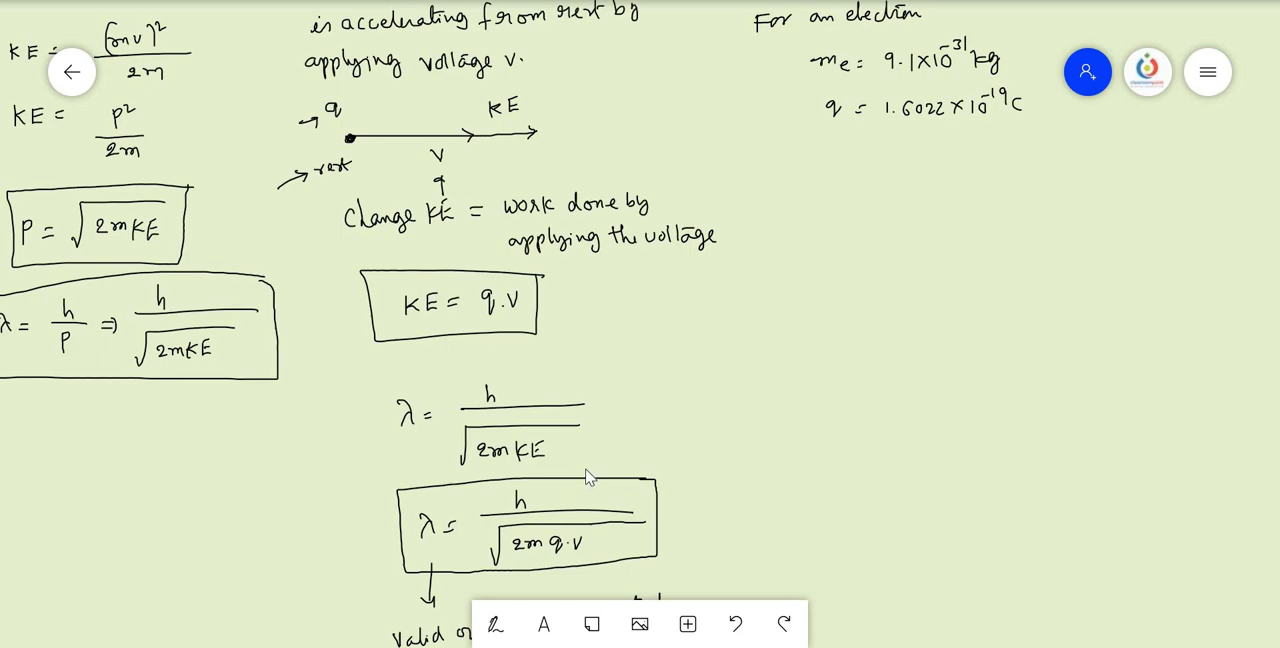 KE = (mv)²/2m
KE = P²/2m
P = √2mKE
λ = h/P ⇒ h/√2mKE
is accelerating from rest by
applying voltage v.
→ q KE
→ rest V
Change KE = work done by
applying the voltage
KE = q.V
λ = h/√2mKE
λ = h/√2mq.V
Valid
For an electron
me = 9.1×10⁻³¹ kg
q = 1.6022×10⁻¹⁹C
A